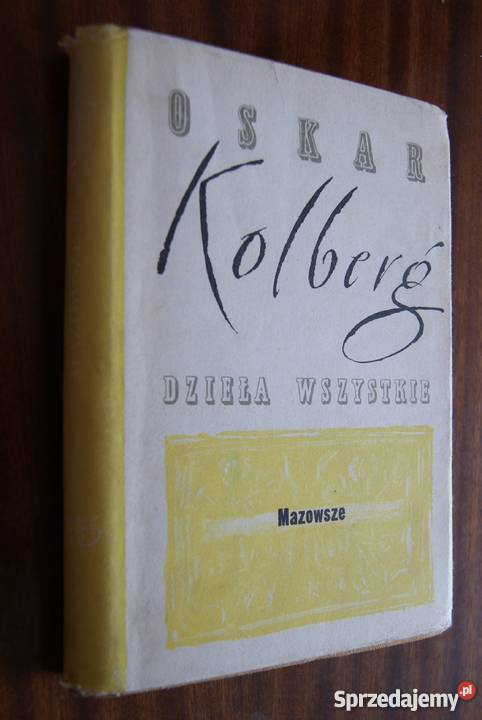 OSKAR
Kolberg
DZIEŁA WSZYSTKIE
Mazowsze
Sprzedajemy.pl